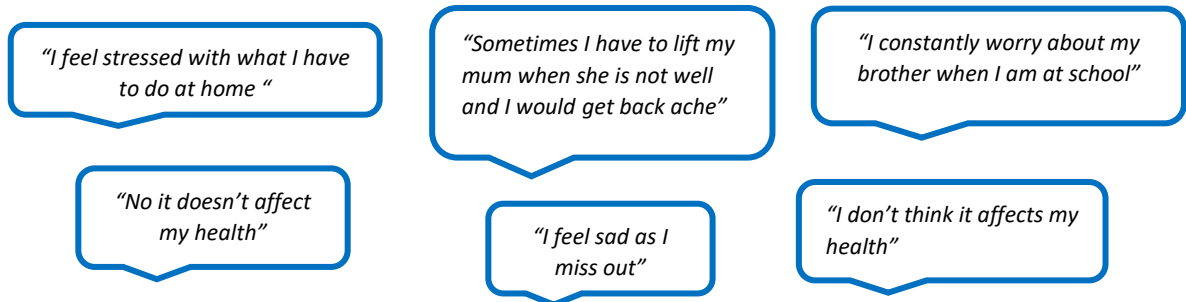 “I feel stressed with what I have
to do at home “
“Sometimes I have to lift my
mum when she is not well
and I would get back ache”
“I constantly worry about my
brother when I am at school”
“No it doesn’t affect
my health”
“I feel sad as I
miss out”
“I don’t think it affects my
health”